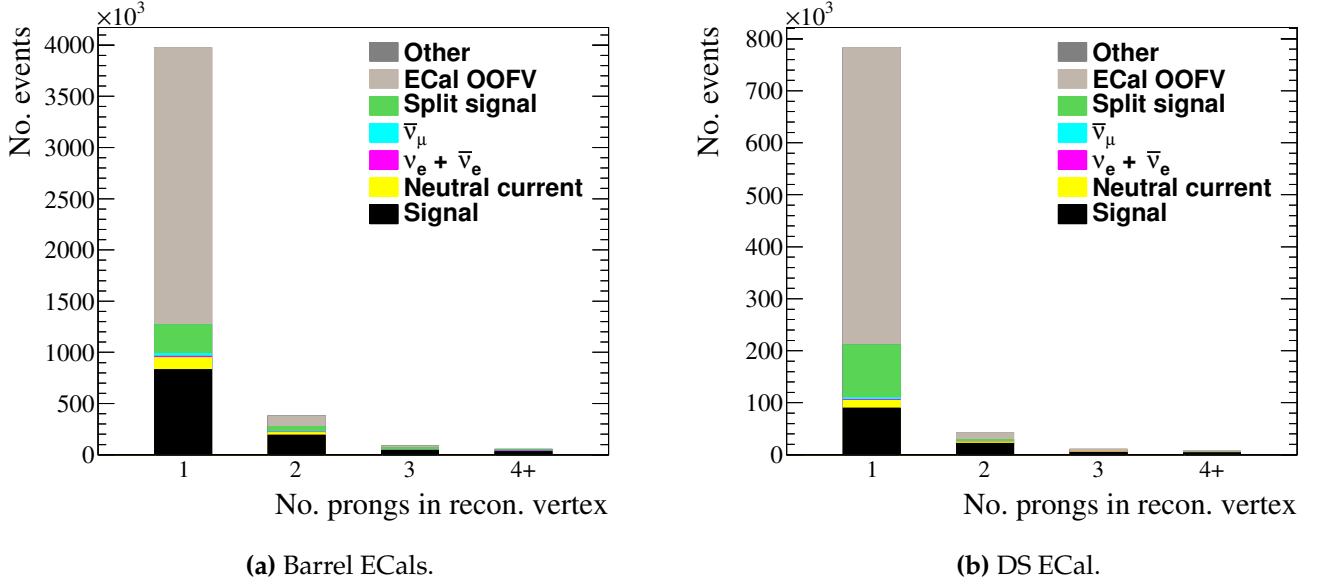 ×10³
No. events
4000
3500
3000
2500
2000
1500
1000
500
0
Other
ECal OOFV
Split signal
ν̅μ
νe + ν̅e
Neutral current
Signal
1 2 3 4+
No. prongs in recon. vertex
(a) Barrel ECals.
×10³
No. events
800
700
600
500
400
300
200
100
0
Other
ECal OOFV
Split signal
ν̅μ
νe + ν̅e
Neutral current
Signal
1 2 3 4+
No. prongs in recon. vertex
(b) DS ECal.